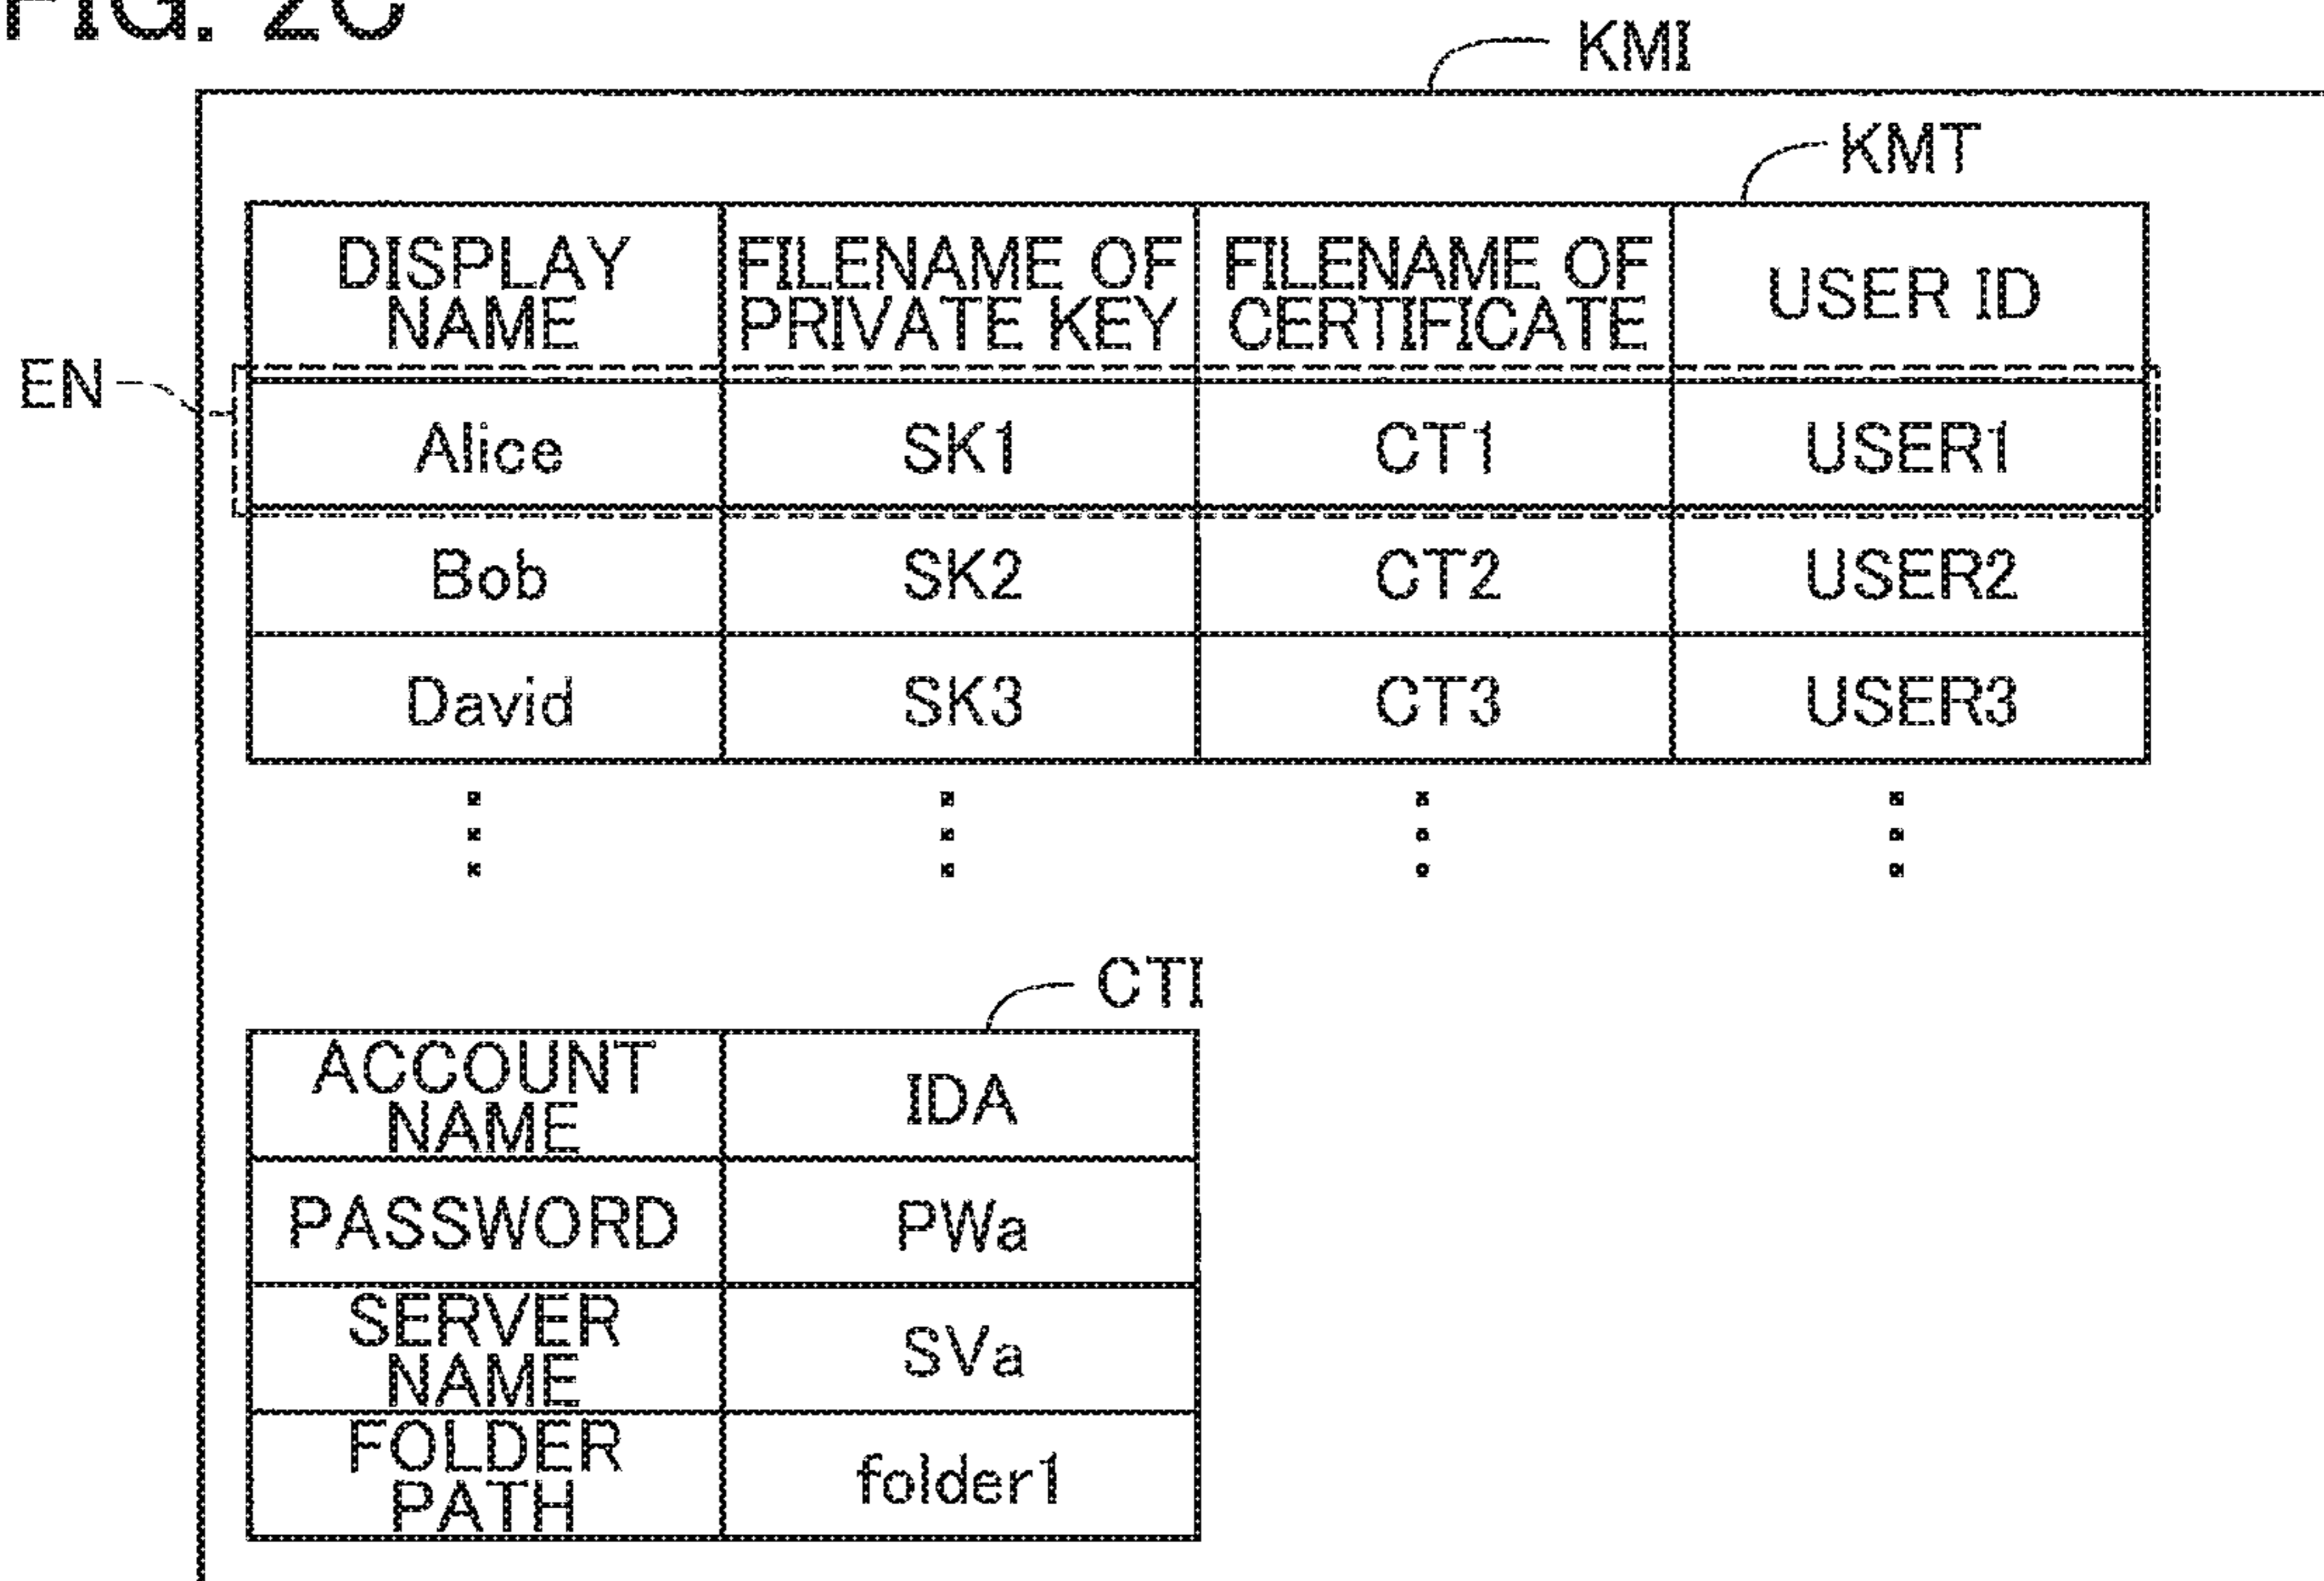 FIG. 2C
KMI
KMT
DISPLAY NAME FILENAME OF PRIVATE KEY FILENAME OF CERTIFICATE USER ID
EN
Alice SK1 CT1 USER1
Bob SK2 CT2 USER2
David SK3 CT3 USER3
CTI
ACCOUNT NAME IDA
PASSWORD PWa
SERVER NAME SVa
FOLDER PATH folder1